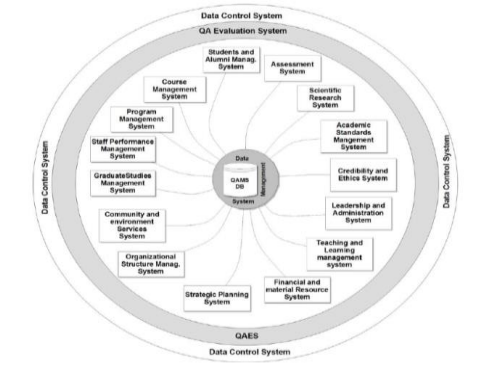 Data Control System
QA Evaluation System
Students and
Alumni Manag.
System
Assessment
System
Course
Management
System
Scientific
Research
System
Program
Management
System
Academic
Standards
Mangement
System
Staff Performance
Management
System
Credibility and
Ethics System
GraduateStudies
Management
System
Leadership and
Administration
System
Community and
environment
Services
System
Teaching and
Learning
management
system
Organizational
Structure Manag.
System
Financial and
material Resource
System
Strategic Planning
System
Data
Management
System
QAMS
DB
Data Control System
Data Control System
QAES
Data Control System